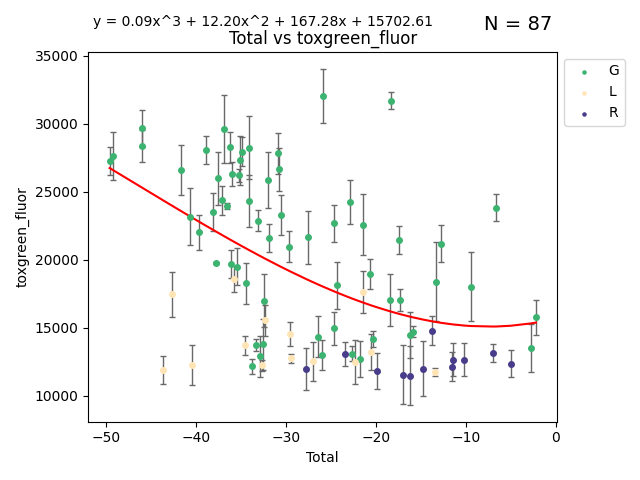 y = 0.09x^3 + 12.20x^2 + 167.28x + 15702.61
N = 87
Total vs toxgreen_fluor
35000
30000
25000
20000
15000
10000
toxgreen_fluor
−50
−40
−30
−20
−10
0
Total
G
L
R